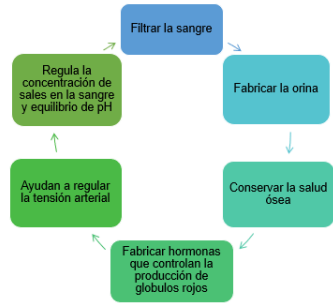 Filtrar la sangre
Fabricar la orina
Conservar la salud
ósea
Fabricar hormonas
que controlan la
producción de
globulos rojos
Ayudan a regular
la tensión arterial
Regula la
concentración de
sales en la sangre
y equilibrio de pH